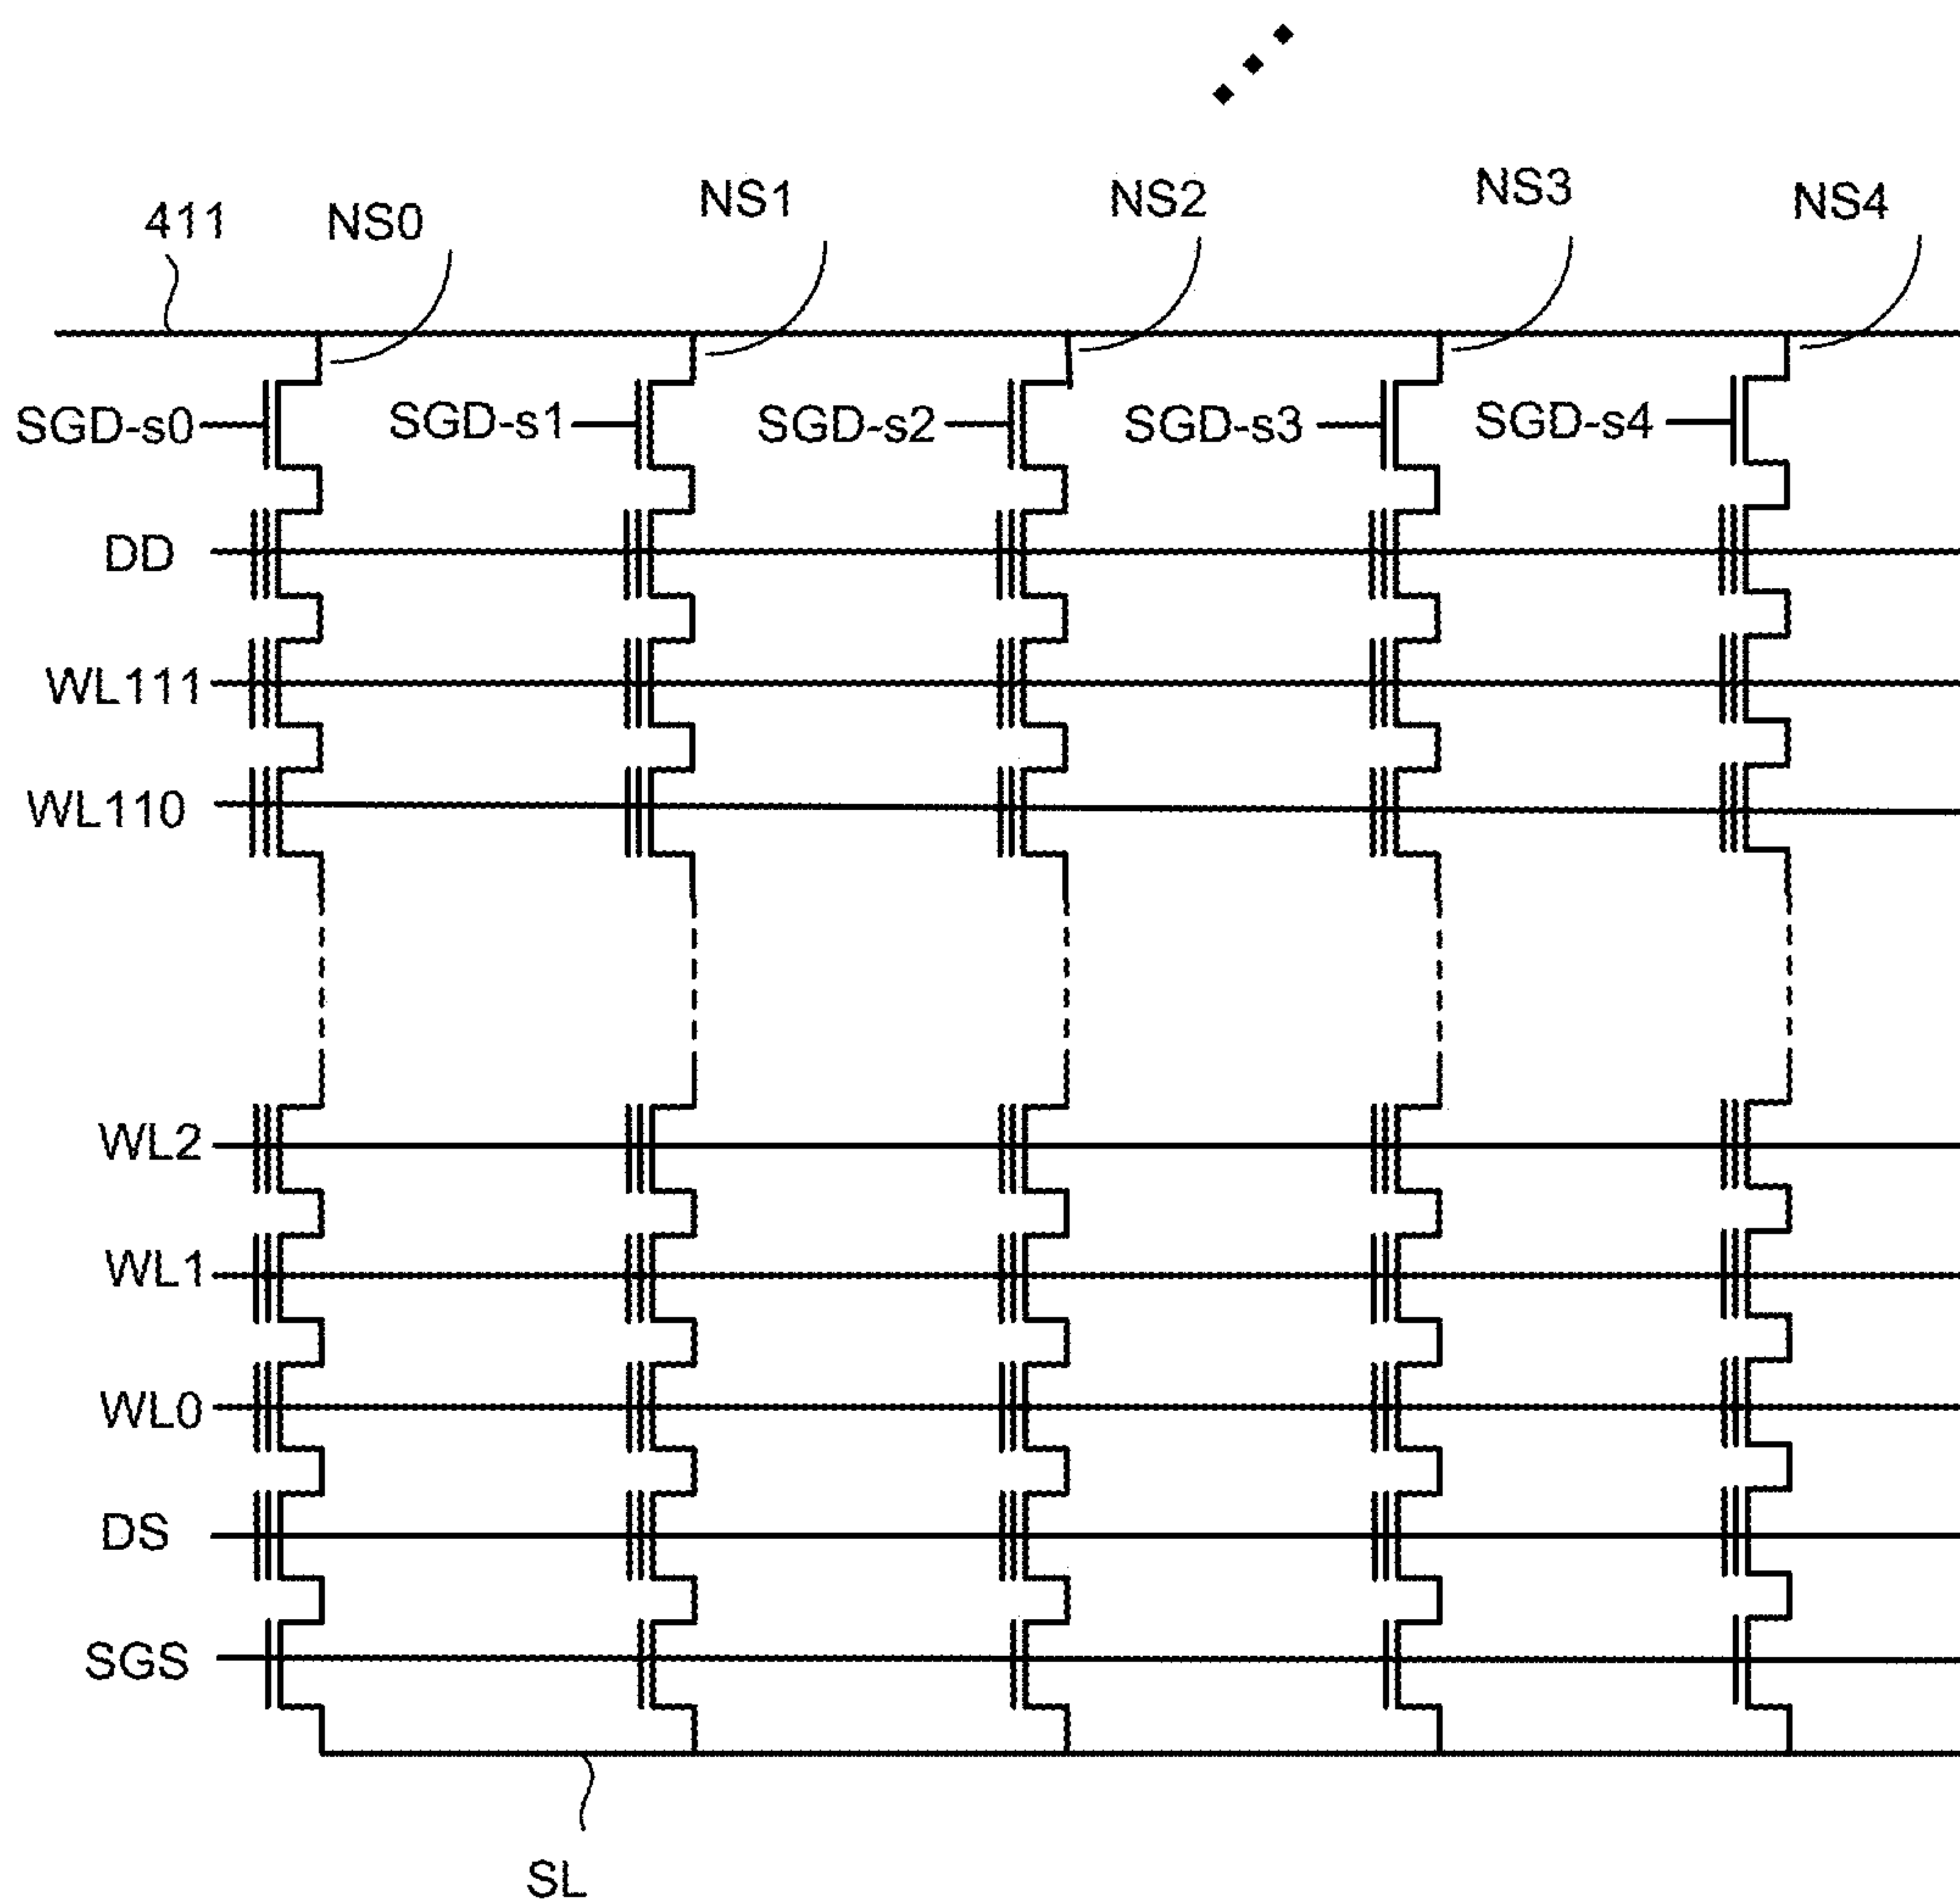 411
NS0
NS1
NS2
NS3
NS4
SGD-s0
SGD-s1
SGD-s2
SGD-s3
SGD-s4
DD
WL111
WL110
WL2
WL1
WL0
DS
SGS
SL